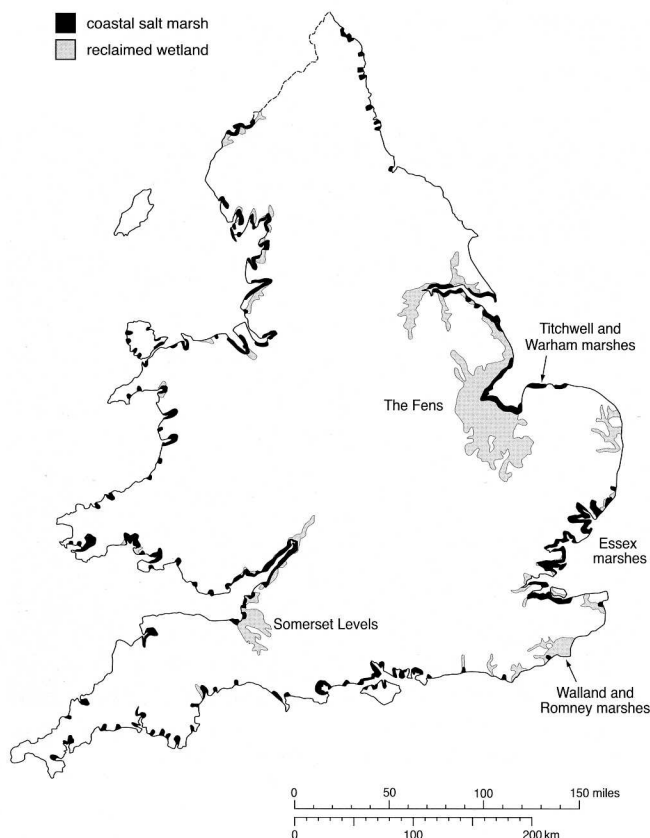 coastal salt marsh
reclaimed wetland
Titchwell and
Warham marshes
The Fens
Essex
marshes
Somerset Levels
Walland and
Romney marshes
0 50 100 150 miles
0 100 200 km